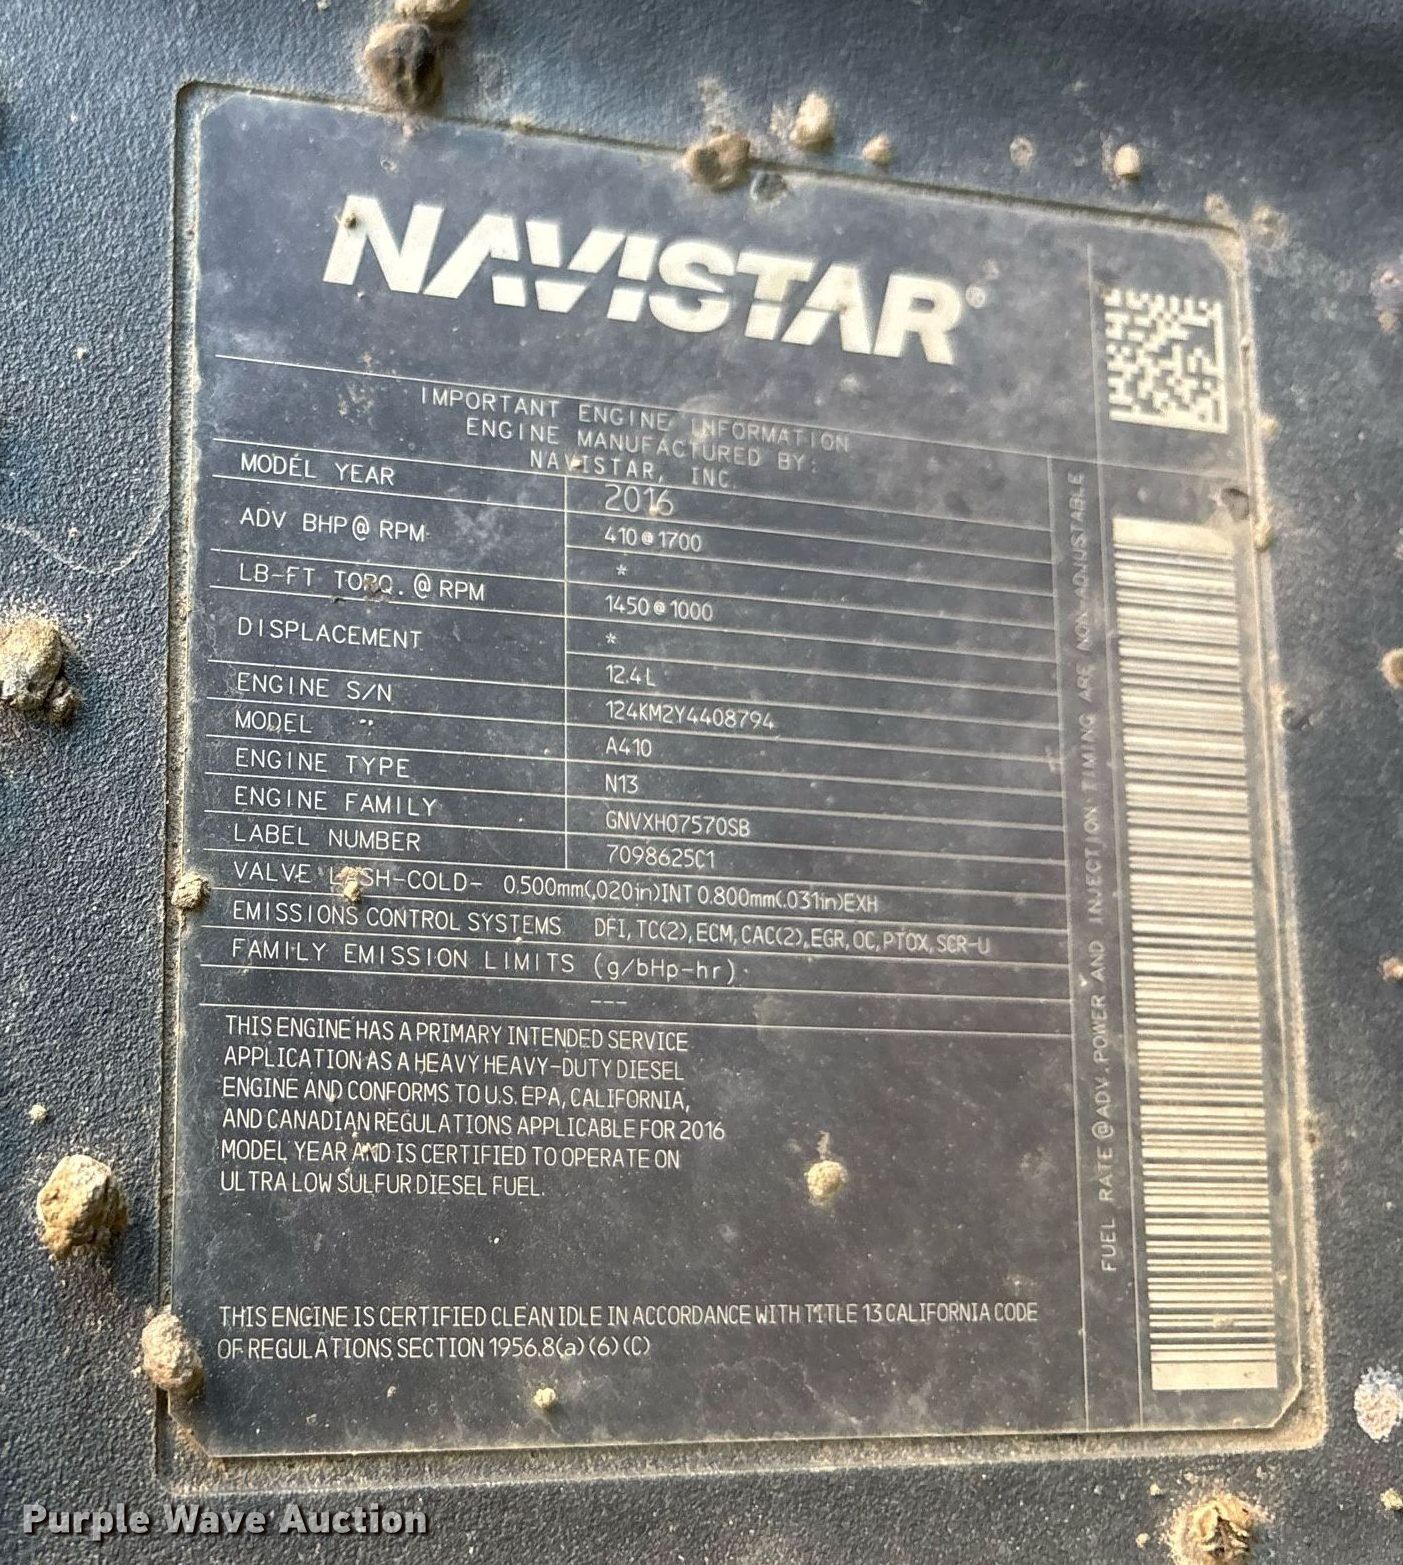 NAVISTAR®
IMPORTANT ENGINE INFORMATION
ENGINE MANUFACTURED BY:
NAVISTAR, INC.
MODEL YEAR 2016
ADV BHP@ RPM 410@1700
*
LB-FT TORQ. @ RPM 1450@1000
*
DISPLACEMENT 12.4L
ENGINE S/N 124KM2Y4408794
MODEL A410
ENGINE TYPE N13
ENGINE FAMILY GNVXH07570SB
LABEL NUMBER 7098625C1
VALVE LASH-COLD- 0.500mm(.020in)INT 0.800mm(.031in)EXH
EMISSIONS CONTROL SYSTEMS DFI, TC(2), ECM, CAC(2), EGR, OC, PTOX, SCR-U
FAMILY EMISSION LIMITS (g/bHp-hr)
---
THIS ENGINE HAS A PRIMARY INTENDED SERVICE
APPLICATION AS A HEAVY HEAVY-DUTY DIESEL
ENGINE AND CONFORMS TO U.S. EPA, CALIFORNIA,
AND CANADIAN REGULATIONS APPLICABLE FOR 2016
MODEL YEAR AND IS CERTIFIED TO OPERATE ON
ULTRA LOW SULFUR DIESEL FUEL.
THIS ENGINE IS CERTIFIED CLEAN IDLE IN ACCORDANCE WITH TITLE 13 CALIFORNIA CODE
OF REGULATIONS SECTION 1956.8(a)(6)(C)
FUEL RATE @ADV. POWER AND INJECTION TIMING ARE NON-ADJUSTABLE
Purple Wave Auction